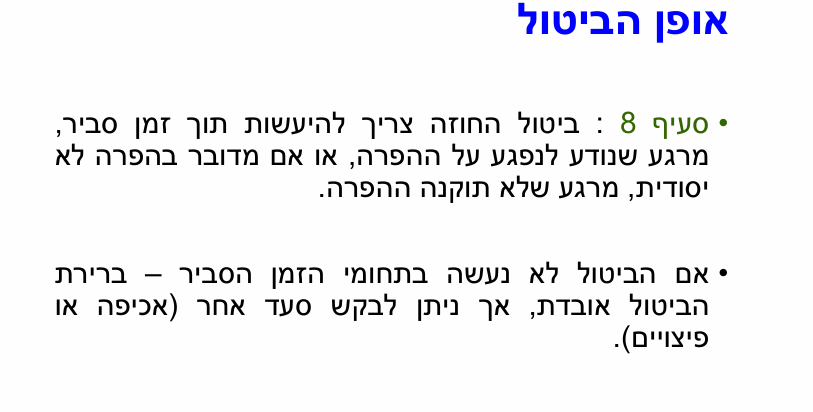 אופן הביטול
• סעיף 8 : ביטול החוזה צריך להיעשות תוך זמן סביר,
מרגע שנודע לנפגע על ההפרה, או אם מדובר בהפרה לא
יסודית, מרגע שלא תוקנה ההפרה.
• אם הביטול לא נעשה בתחומי הזמן הסביר – ברירת
הביטול אובדת, אך ניתן לבקש סעד אחר (אכיפה או
פיצויים).